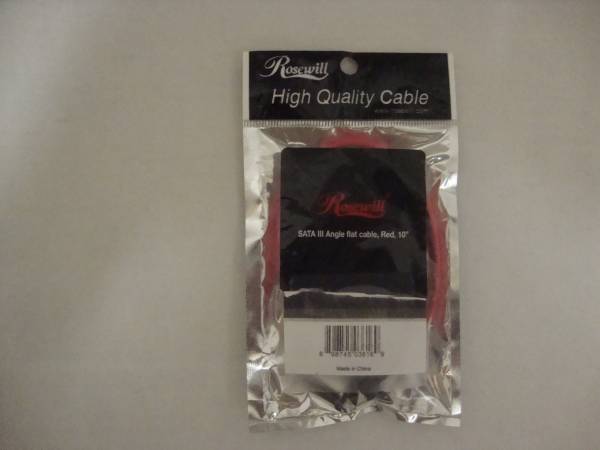 Rosewill
High Quality Cable
Rosewill
SATA III Angle flat cable, Red, 10"
Made in China